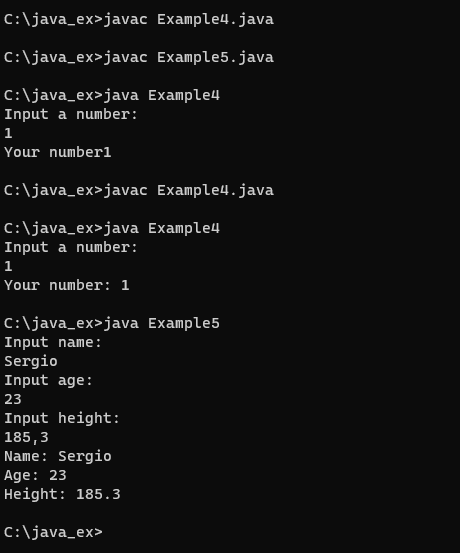 C:\java_ex>javac Example4.java
C:\java_ex>javac Example5.java
C:\java_ex>java Example4
Input a number:
1
Your number1
C:\java_ex>javac Example4.java
C:\java_ex>java Example4
Input a number:
1
Your number: 1
C:\java_ex>java Example5
Input name:
Sergio
Input age:
23
Input height:
185,3
Name: Sergio
Age: 23
Height: 185.3
C:\java_ex>